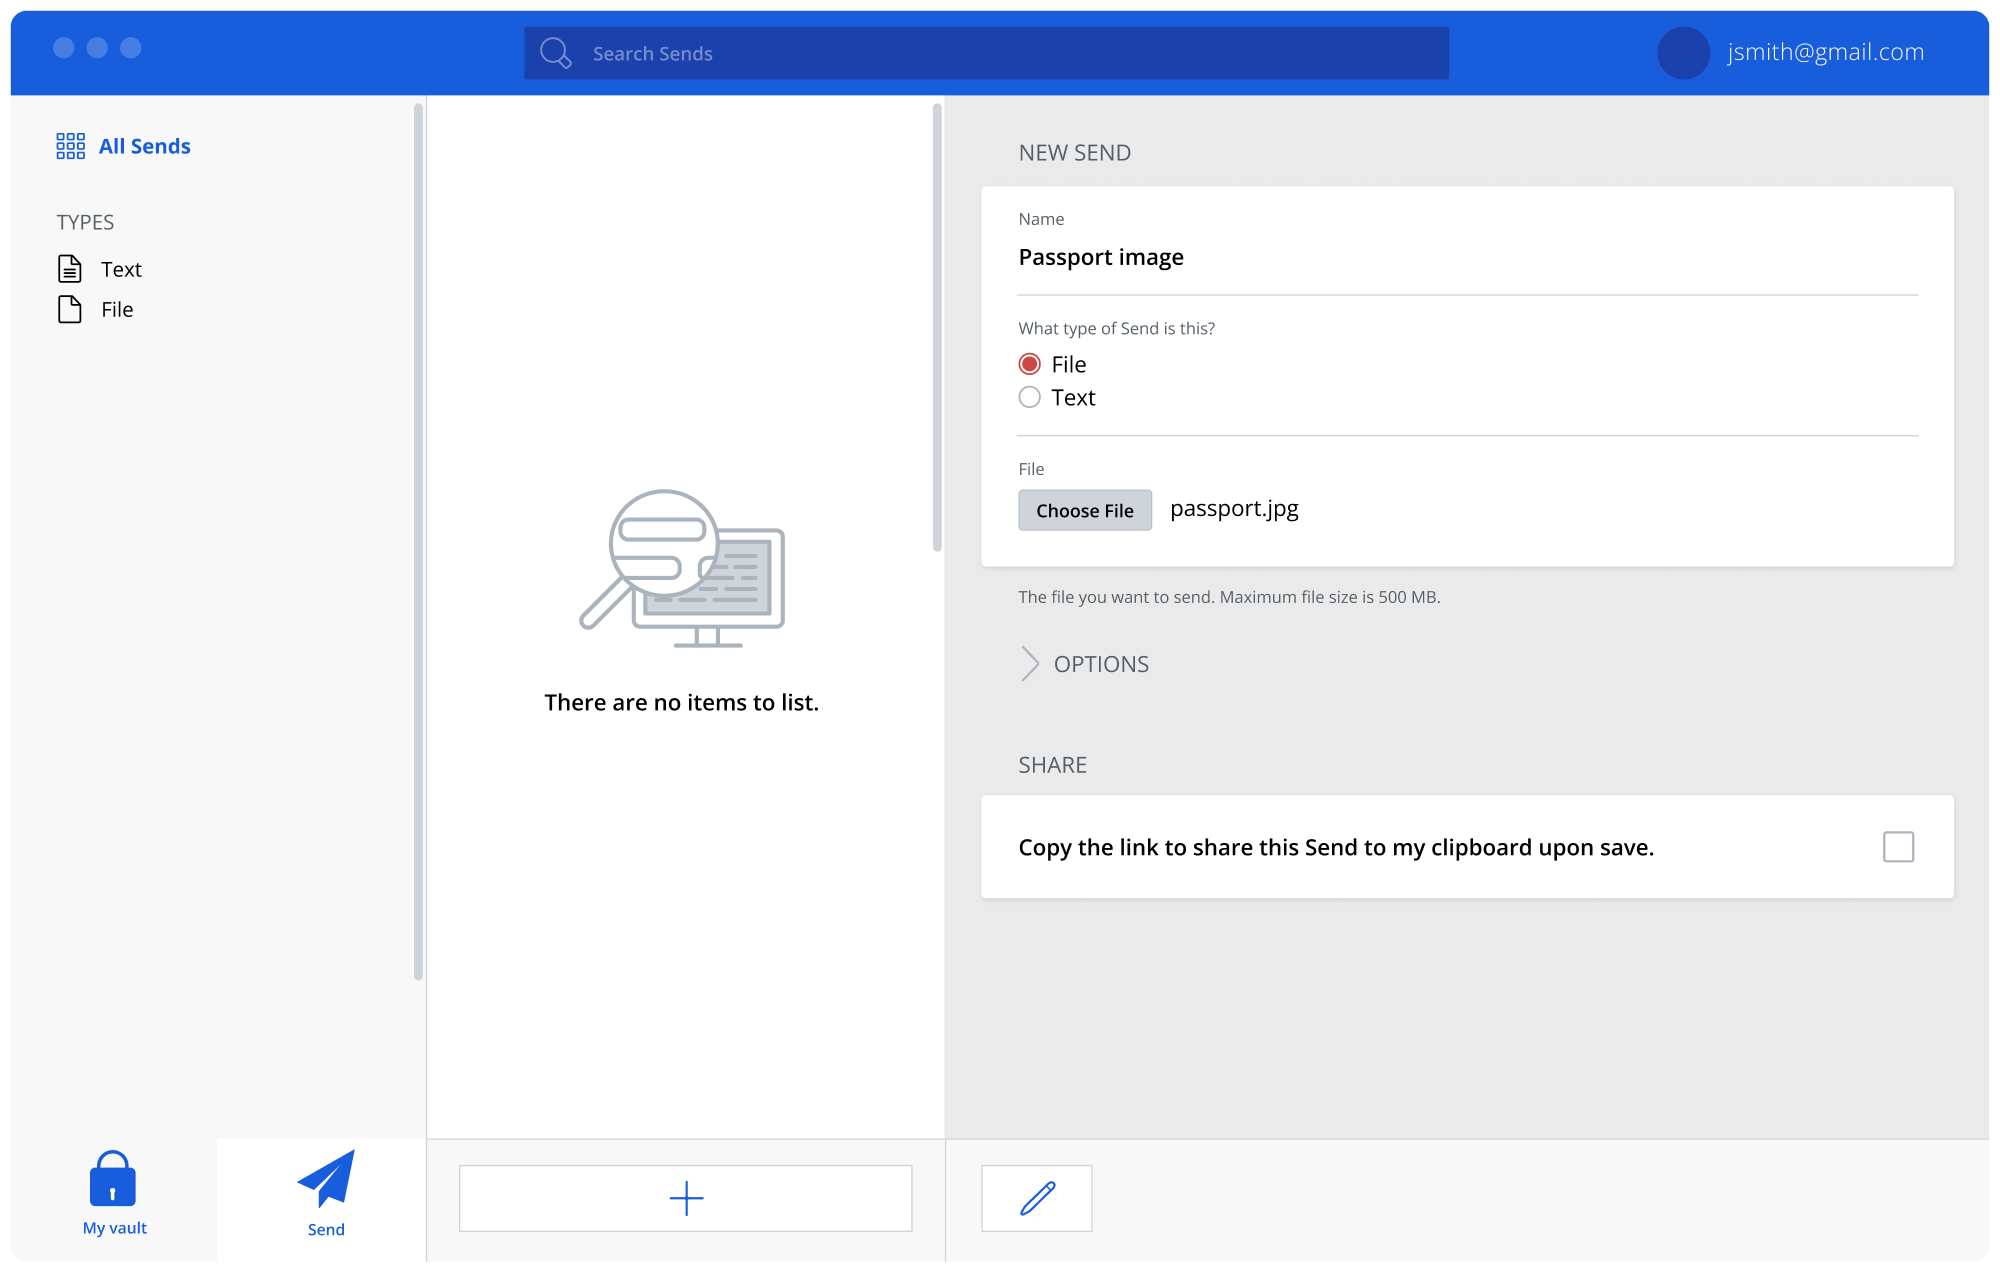 Search Sends
jsmith@gmail.com
All Sends
TYPES
Text
File
There are no items to list.
NEW SEND
Name
Passport image
What type of Send is this?
File
Text
File
Choose File passport.jpg
The file you want to send. Maximum file size is 500 MB.
OPTIONS
SHARE
Copy the link to share this Send to my clipboard upon save.
My vault
Send